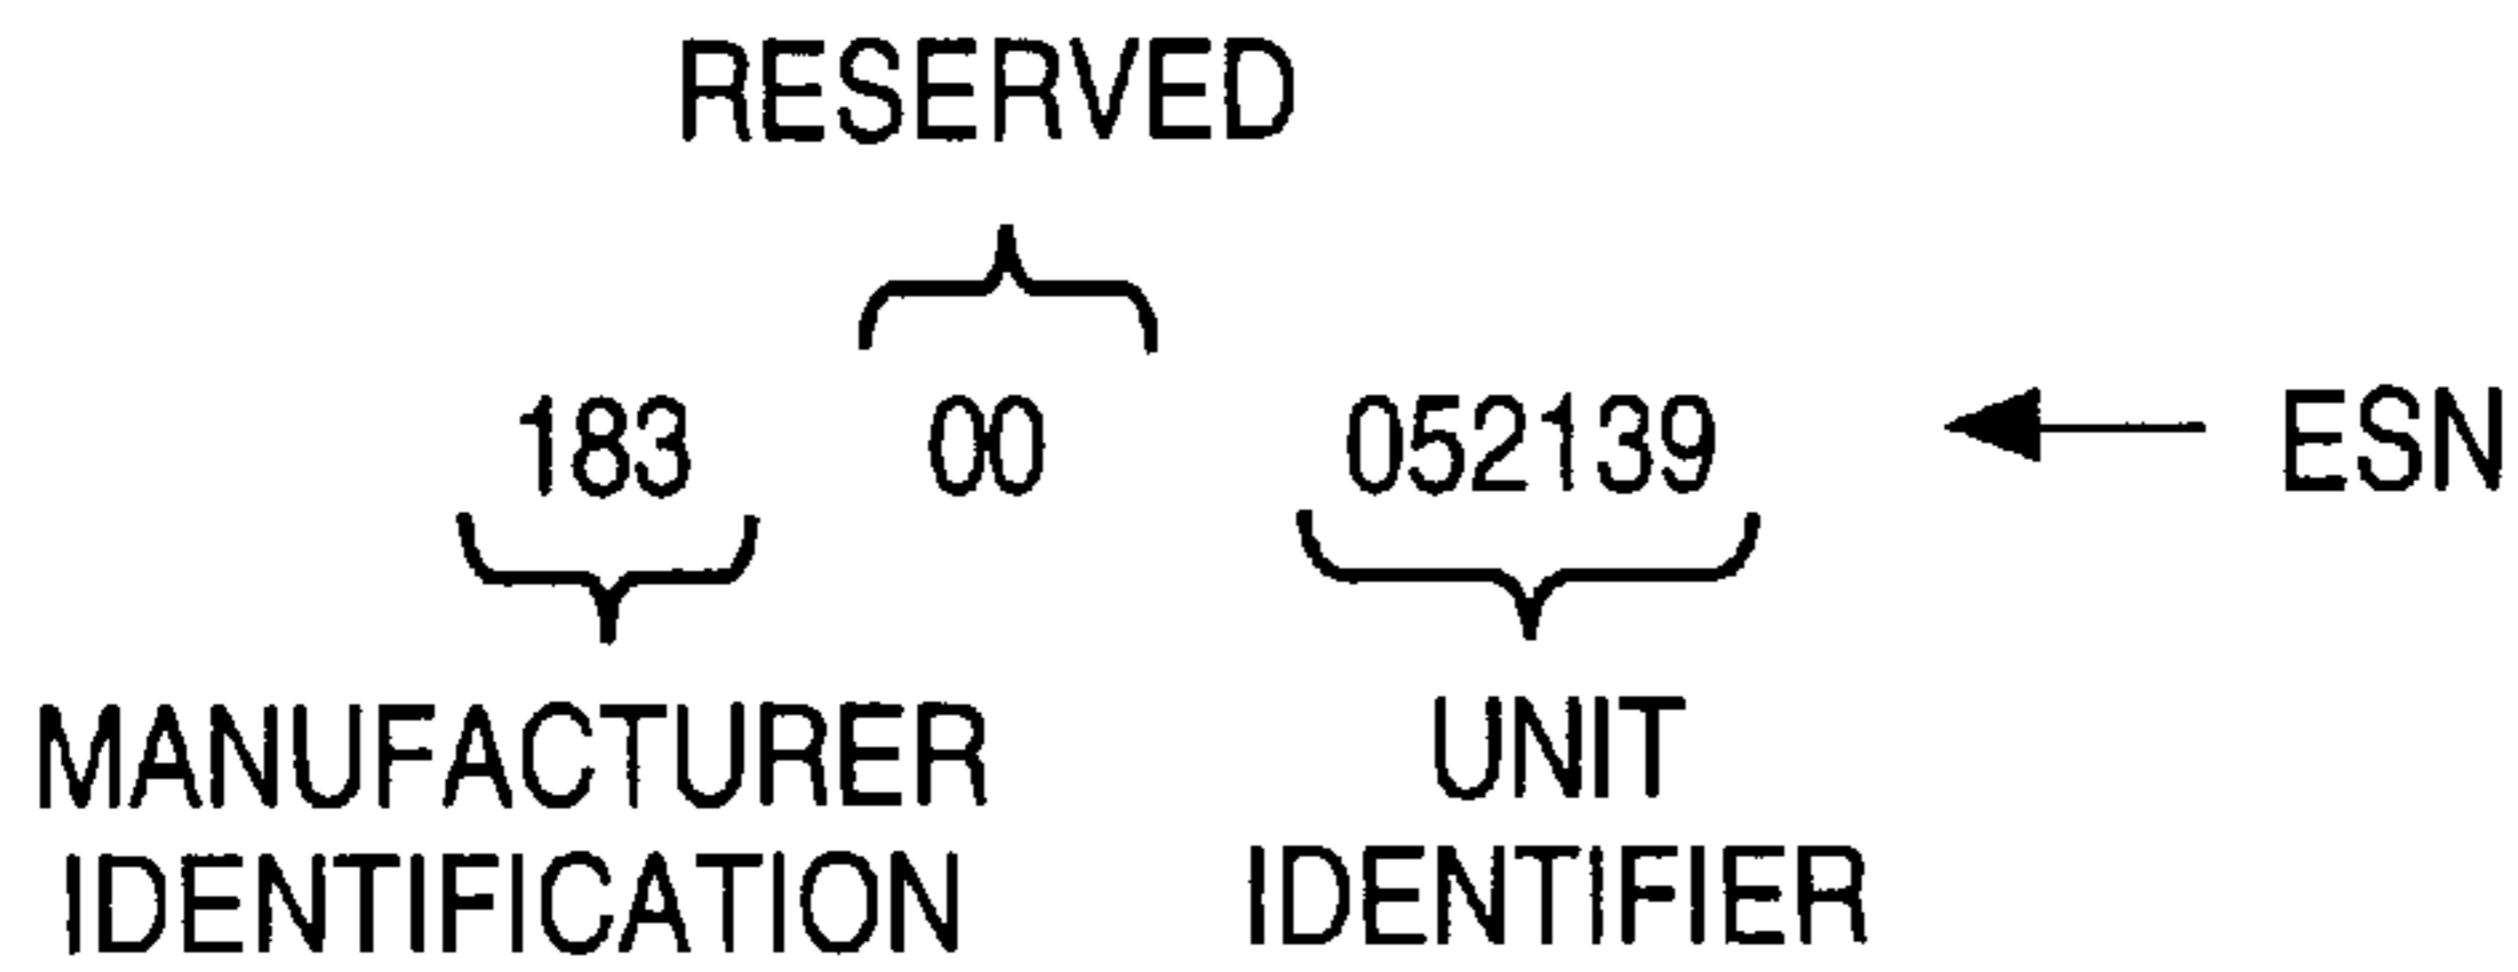 RESERVED
183 00 052139 ESN
MANUFACTURER IDENTIFICATION
UNIT IDENTIFIER